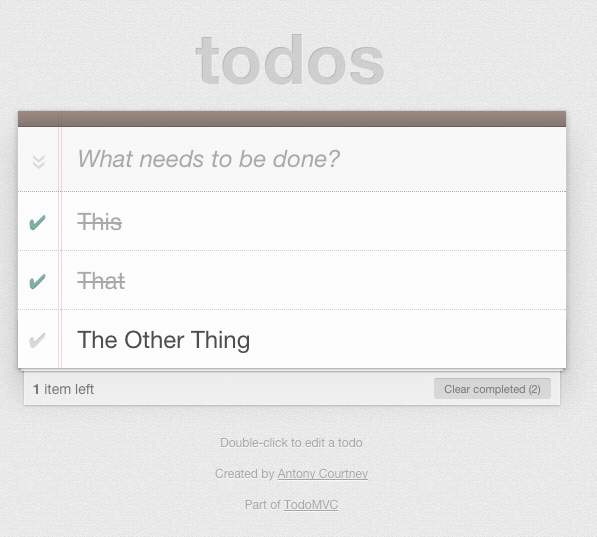 todos
What needs to be done?
This
That
The Other Thing
1 item left
Clear completed (2)
Double-click to edit a todo
Created by Antony Courtney
Part of TodoMVC